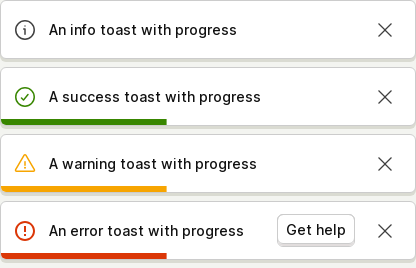 An info toast with progress
A success toast with progress
A warning toast with progress
An error toast with progress Get help